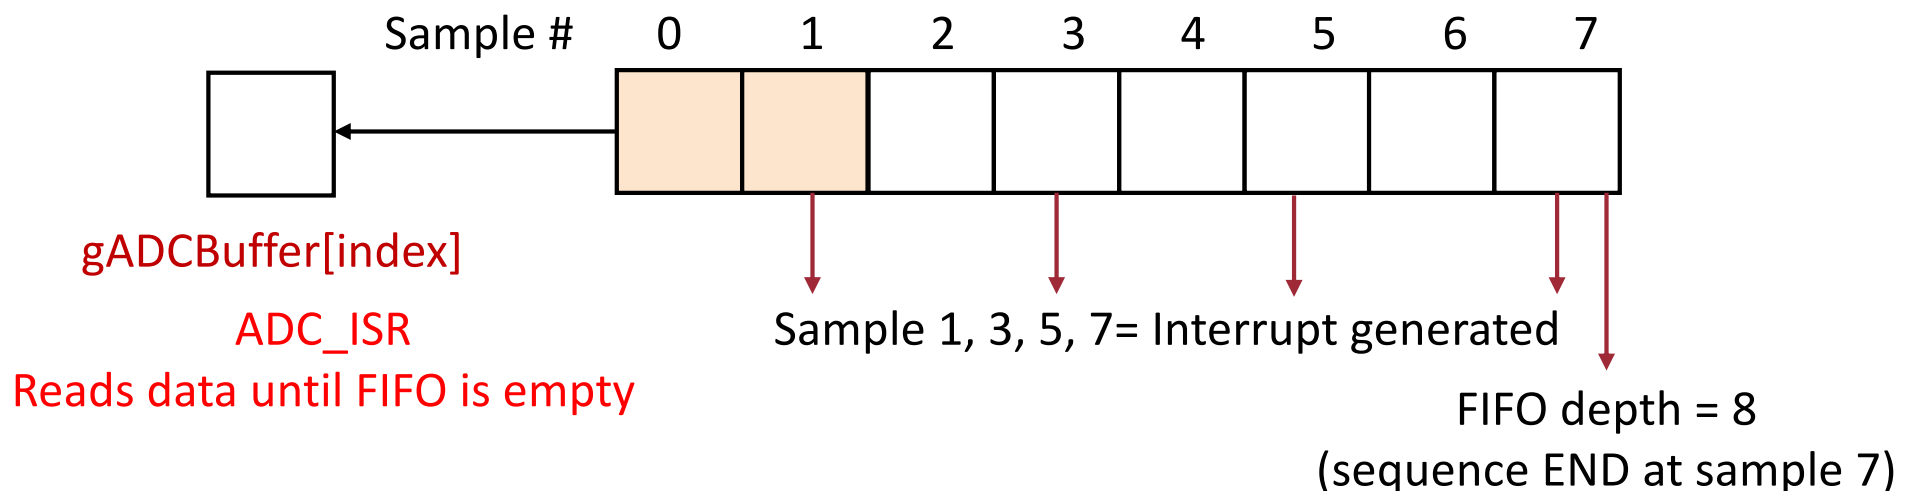 Sample # 0 1 2 3 4 5 6 7
gADCBuffer[index]
ADC_ISR
Reads data until FIFO is empty
Sample 1, 3, 5, 7= Interrupt generated
FIFO depth = 8
(sequence END at sample 7)